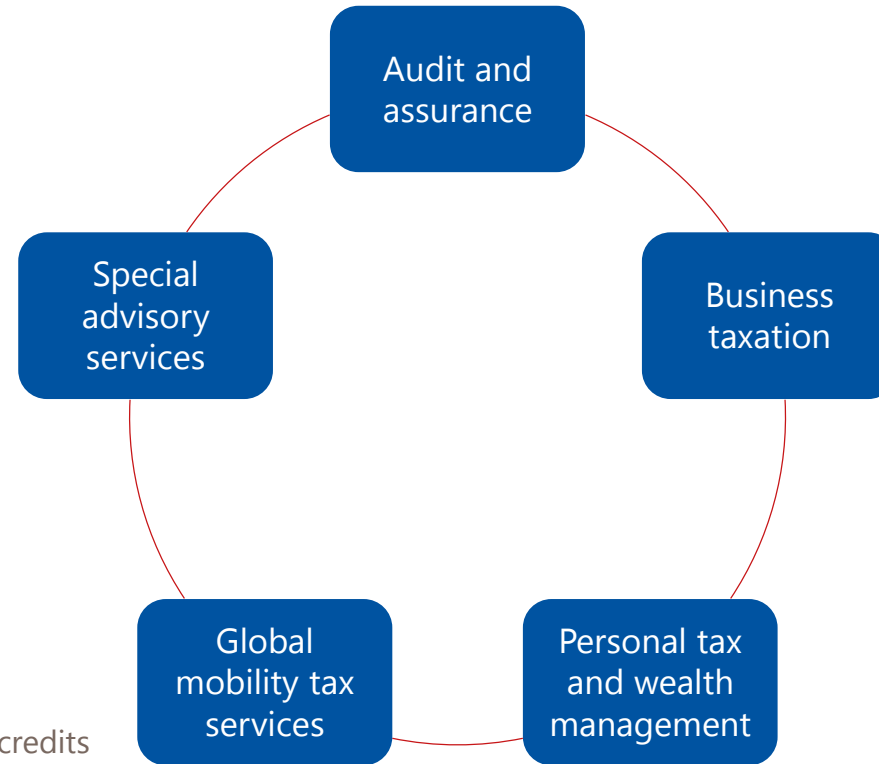 Audit and
assurance
Special
advisory
services
Business
taxation
Global
mobility tax
services
Personal tax
and wealth
management
credits